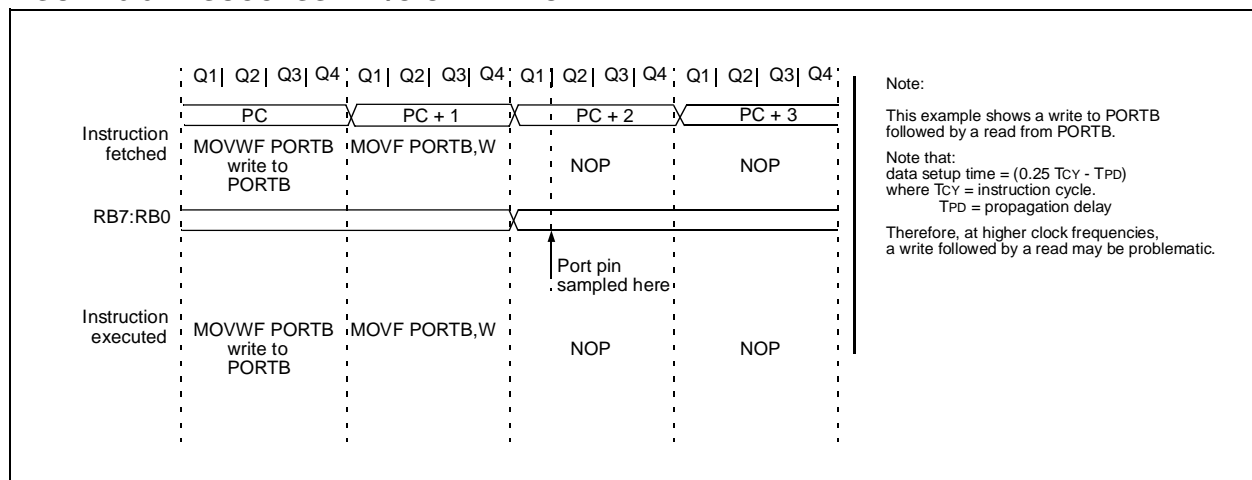 Q1| Q2| Q3| Q4 Q1| Q2| Q3| Q4 Q1| Q2| Q3| Q4 Q1| Q2| Q3| Q4
PC PC + 1 PC + 2 PC + 3
Instruction
fetched
MOVWF PORTB
write to
PORTB
MOVF PORTB,W
NOP
NOP
RB7:RB0
Port pin
sampled here
Instruction
executed
MOVWF PORTB
write to
PORTB
MOVF PORTB,W
NOP
NOP
Note:
This example shows a write to PORTB
followed by a read from PORTB.
Note that:
data setup time = (0.25 TCY - TPD)
where TCY = instruction cycle.
TPD = propagation delay
Therefore, at higher clock frequencies,
a write followed by a read may be problematic.